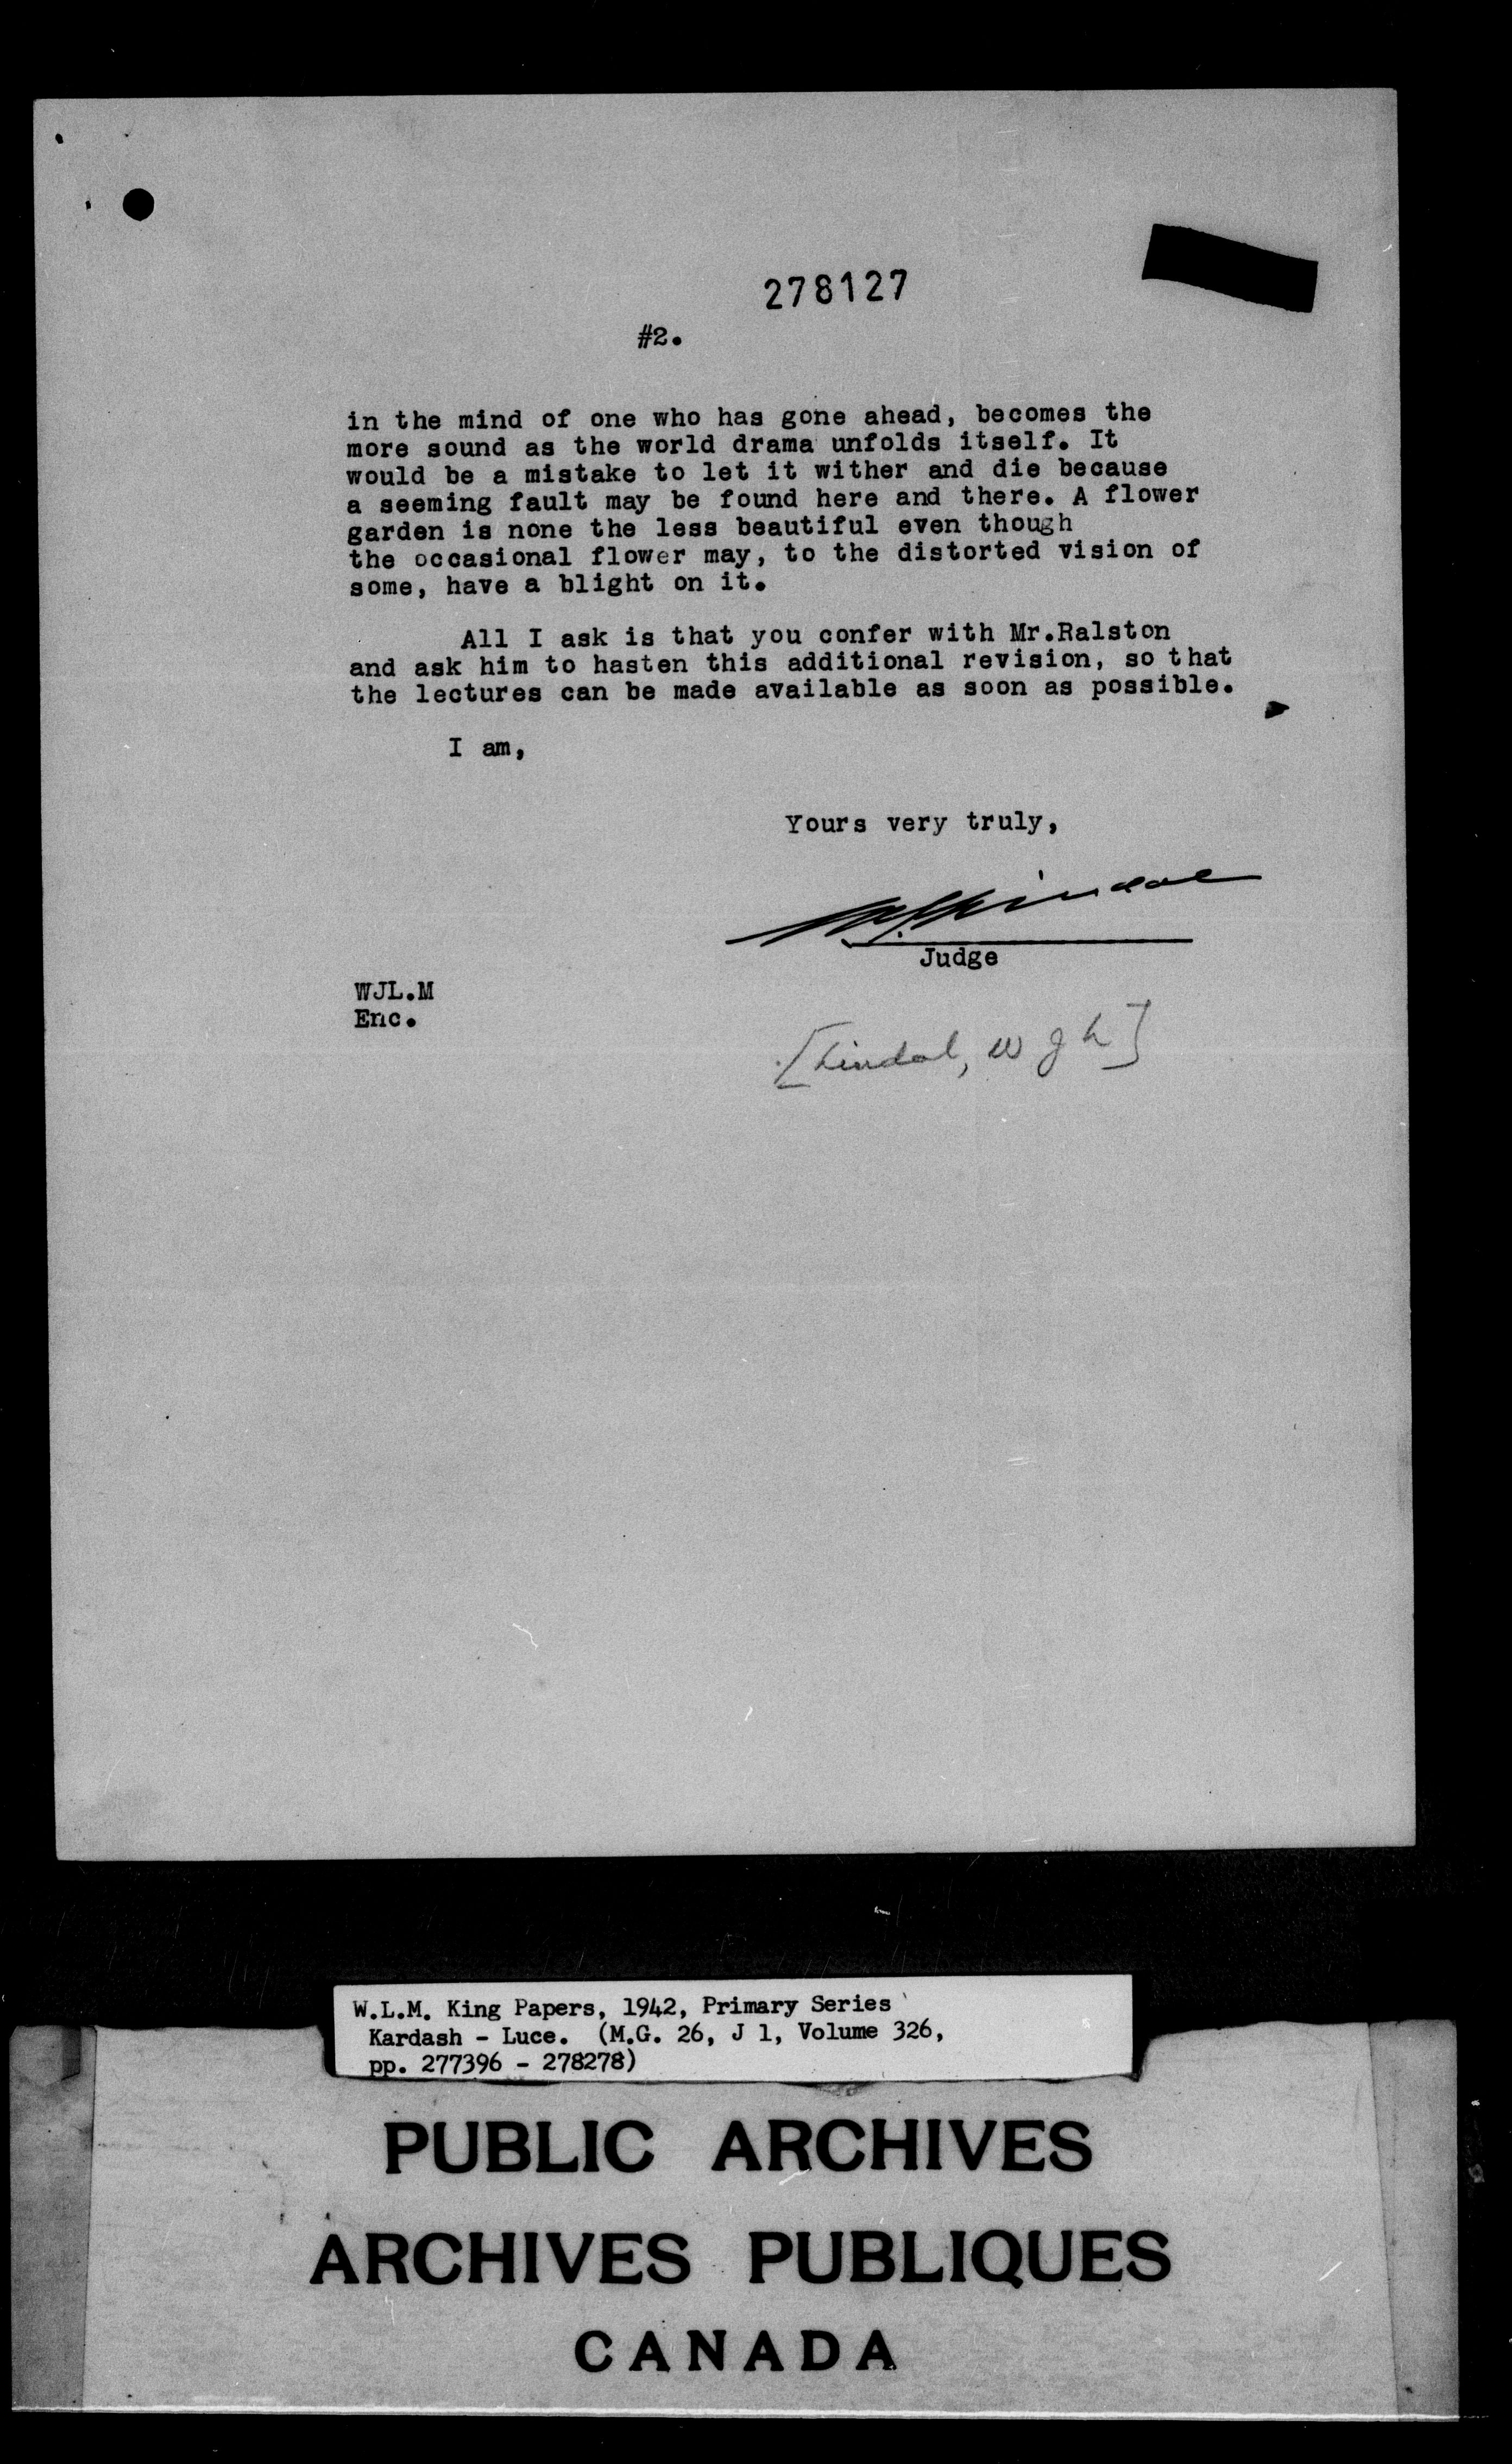 278127
#2.
in the mind of one who has gone ahead, becomes the
more sound as the world drama unfolds itself. It
would be a mistake to let it wither and die because
a seeming fault may be found here and there. A flower
garden is none the less beautiful even though
the occasional flower may, to the distorted vision of
some, have a blight on it.
All I ask is that you confer with Mr.Ralston
and ask him to hasten this additional revision, so that
the lectures can be made available as soon as possible.
I am,
Yours very truly,
Judge
WJL.M
Enc.
[Lindal, W J
W.L.M. King Papers, 1942, Primary Series
Kardash - Luce. (M.G. 26, J 1, Volume 326,
pp. 277396 - 278278)
PUBLIC ARCHIVES
ARCHIVES PUBLIQUES
CANADA